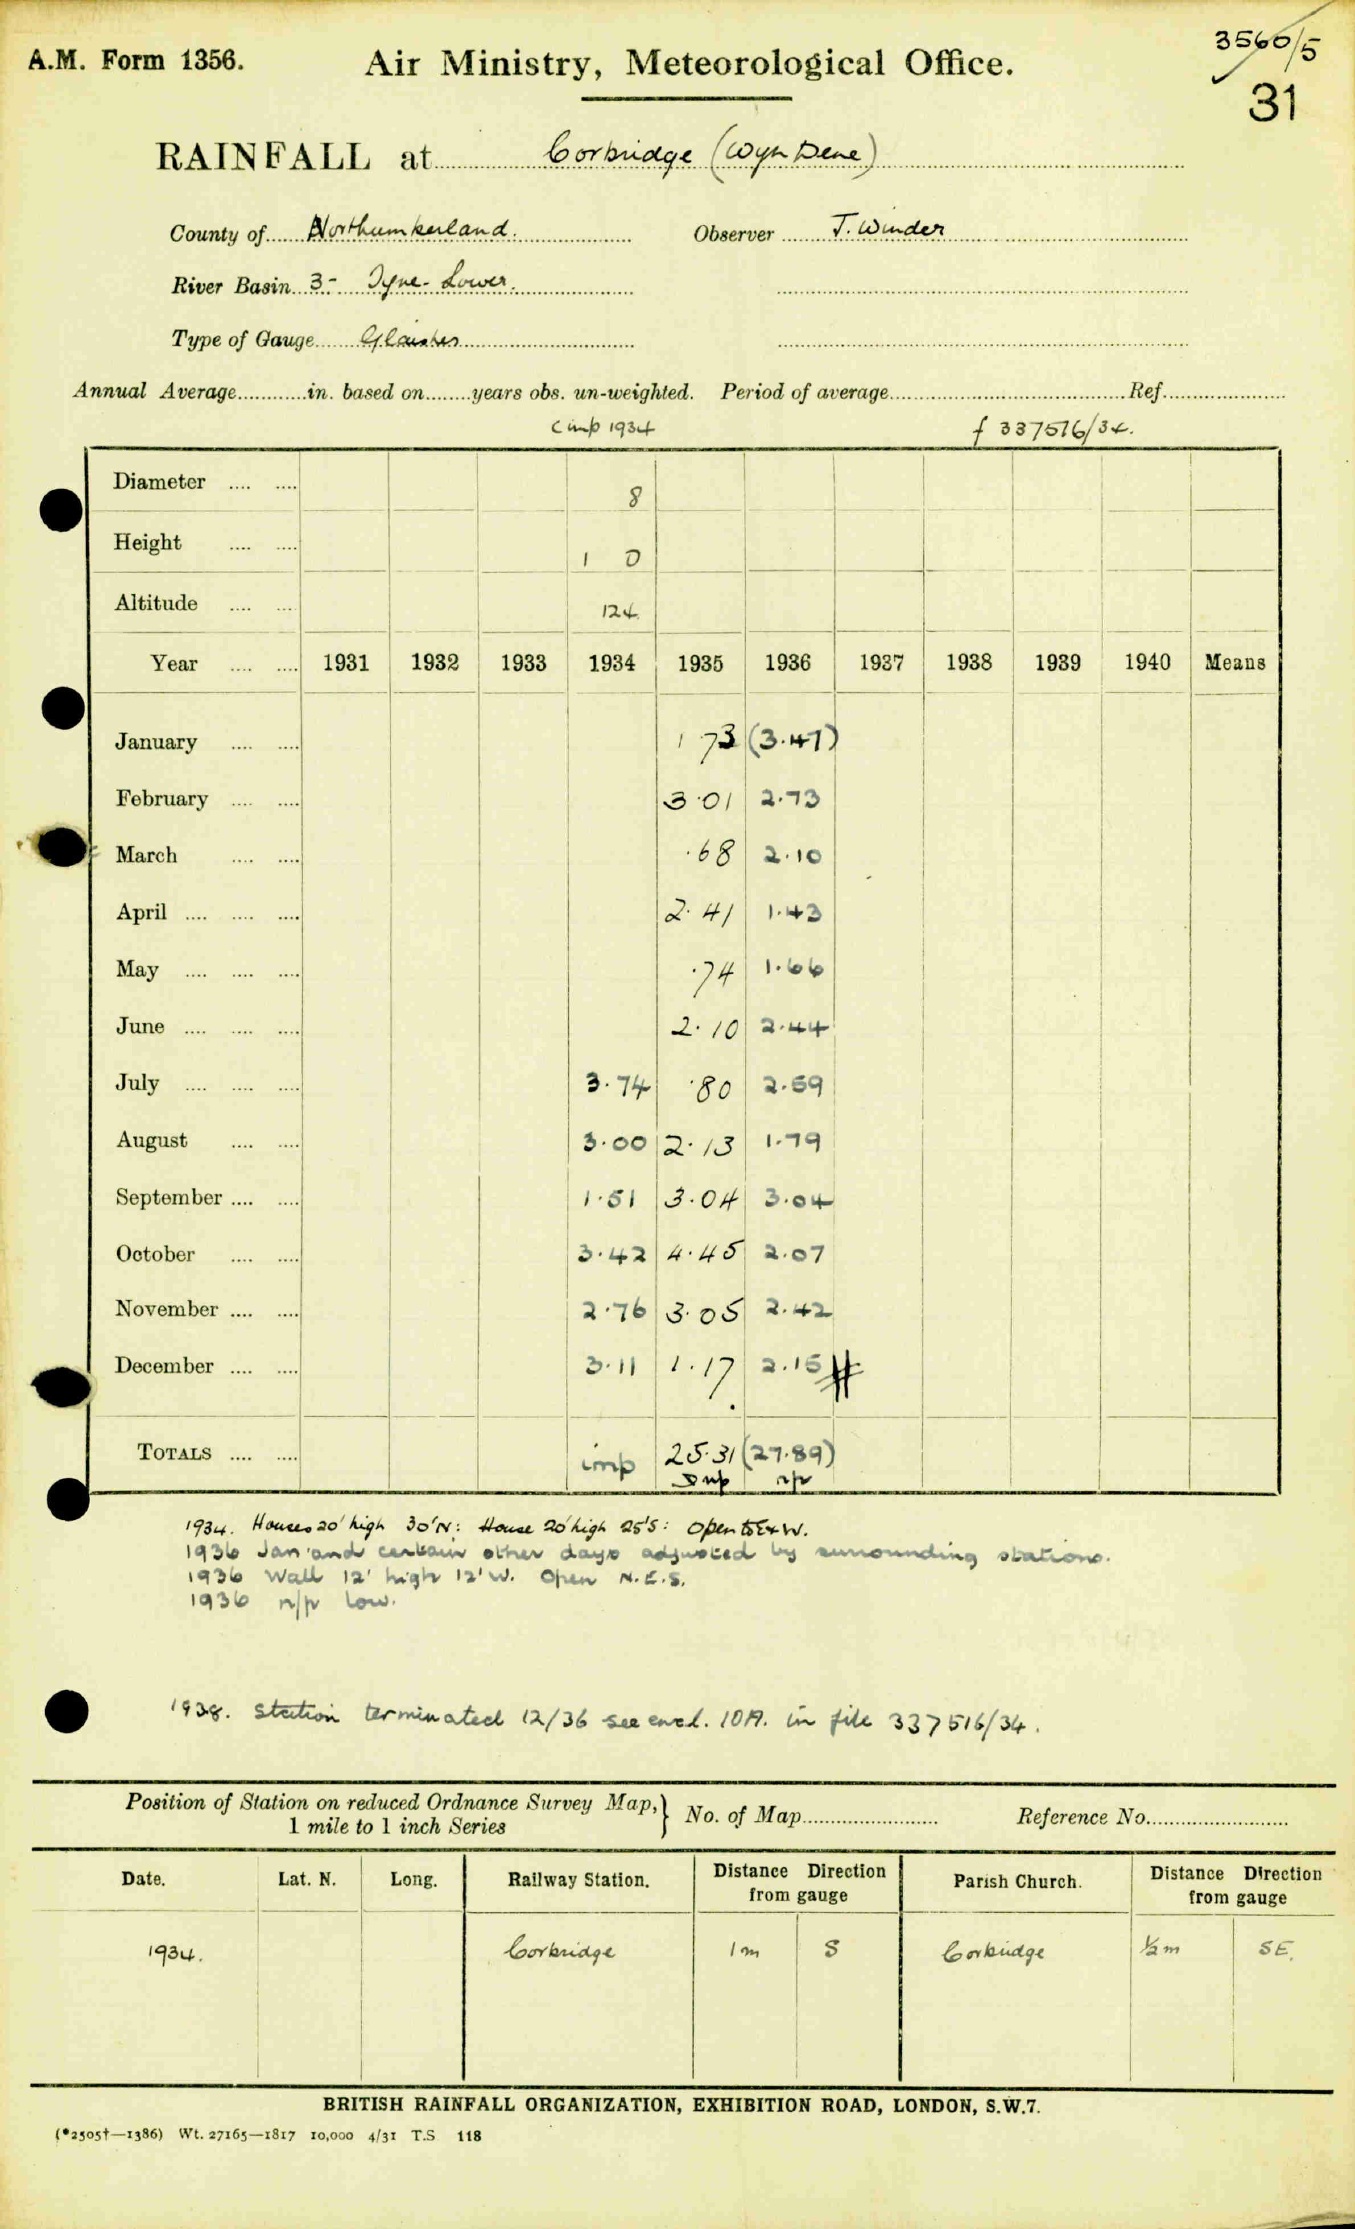 3560/5
A.M. Form 1356. Air Ministry, Meteorological Office.
31
RAINFALL at Corbridge (Wyn Dene)
County of Northumberland. Observer T. Winder
River Basin 3- Tyne-Lower.
Type of Gauge Glaisher
Annual Average in. based on years obs. un-weighted. Period of average Ref.
Cimp 1934 f 337516/34.
Diameter 8
Height 1 0
Altitude 124
Year 1931 1932 1933 1934 1935 1936 1937 1938 1939 1940 Means
January 1.73 (3.47)
February 3.01 2.73
March .68 2.10
April 2.41 1.43
May .74 1.66
June 2.10 2.44
July 3.74 .80 2.59
August 3.00 2.13 1.79
September 1.51 3.04 3.04
October 3.42 4.45 2.07
November 2.76 3.05 2.42
December 3.11 1.17 2.15
TOTALS imp 25.31 (27.89)
n/p
1934. Houses 20' high 30'N: House 20' high 25'S: Open to E & W.
1936 Jan and certain other days adjusted by surrounding stations.
1936 Wall 12' high 12'W. Open N.E.S.
1936 n/p low.
1938. Station terminated 12/36 see encl. 10A. in file 337516/34.
Position of Station on reduced Ordnance Survey Map, } No. of Map Reference No.
1 mile to 1 inch Series
Date. Lat. N. Long. Railway Station. Distance Direction from gauge Parish Church. Distance Direction from gauge
1934. Corbridge 1m S Corbridge ½m SE.
BRITISH RAINFALL ORGANIZATION, EXHIBITION ROAD, LONDON, S.W.7.
(*2505†—1386) Wt. 27165—1817 10,000 4/31 T.S 118